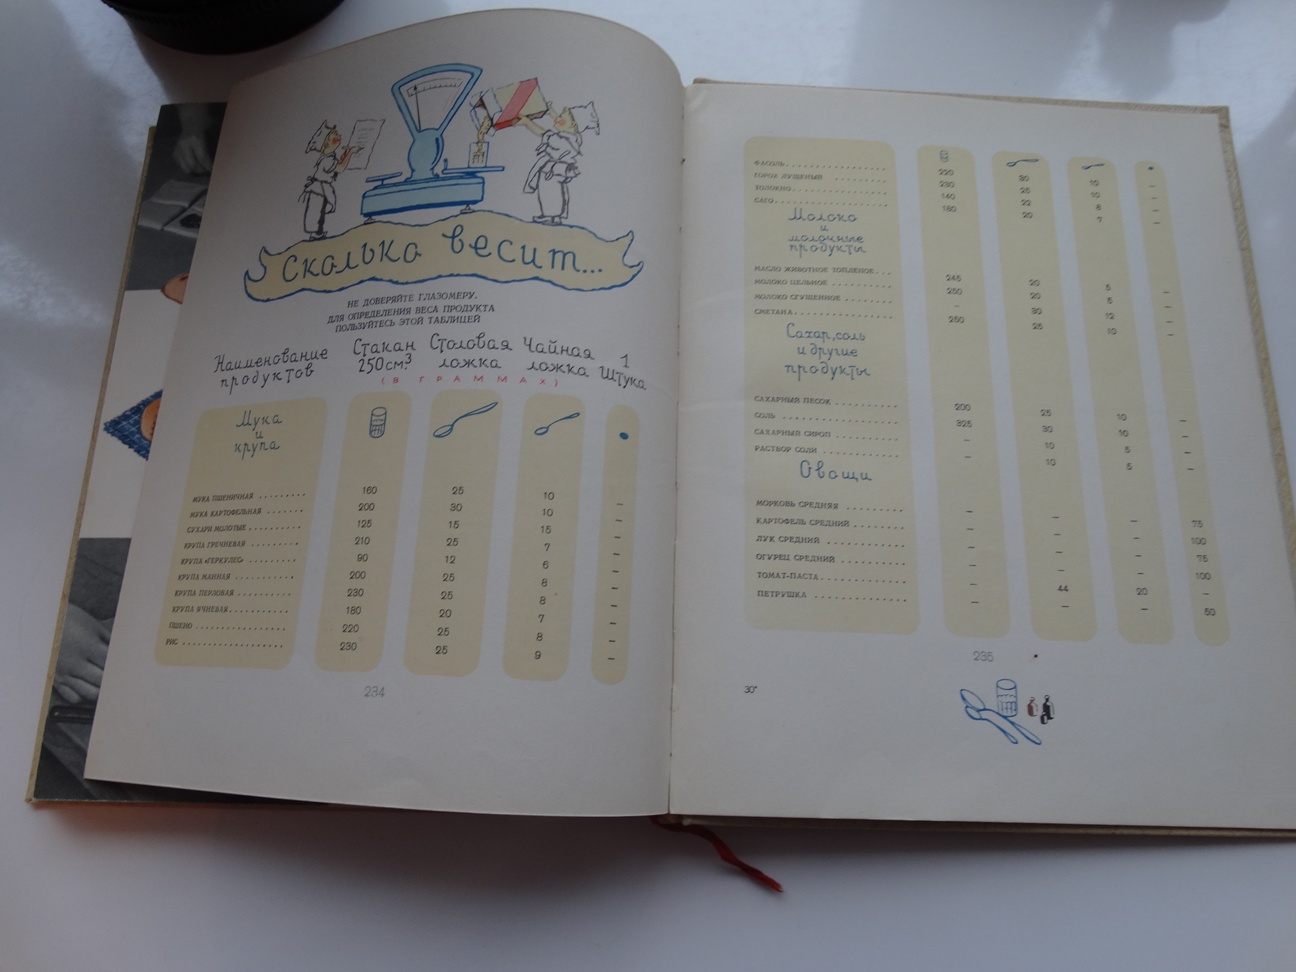 Сколько весит...
НЕ ДОВЕРЯЙТЕ ГЛАЗОМЕРУ.
ДЛЯ ОПРЕДЕЛЕНИЯ ВЕСА ПРОДУКТА
ПОЛЬЗУЙТЕСЬ ЭТОЙ ТАБЛИЦЕЙ
Наименование продуктов Стакан 250 см³ Столовая ложка Чайная ложка 1 штука
(В ГРАММАХ)
Мука
и
крупа
МУКА ПШЕНИЧНАЯ 160 25 10 –
МУКА КАРТОФЕЛЬНАЯ 200 30 10 –
СУХАРИ МОЛОТЫЕ 125 15 15 –
КРУПА ГРЕЧНЕВАЯ 210 25 7 –
КРУПА «ГЕРКУЛЕС» 90 12 6 –
КРУПА МАННАЯ 200 25 8 –
КРУПА ПЕРЛОВАЯ 230 25 8 –
КРУПА ЯЧНЕВАЯ 180 20 7 –
ПШЕНО 220 25 8 –
РИС 230 25 9 –
234
ФАСОЛЬ 220 30 10 –
ГОРОХ ЛУЩЕНЫЙ 230 25 10 –
ТОЛОКНО 140 22 6 –
САГО 180 20 7 –
Молоко
и
молочные
продукты
МАСЛО ЖИВОТНОЕ ТОПЛЕНОЕ 245 20 5 –
МОЛОКО ЦЕЛЬНОЕ 250 20 5 –
МОЛОКО СГУЩЕННОЕ – 30 12 –
СМЕТАНА 250 25 10 –
Сахар, соль
и другие
продукты
САХАРНЫЙ ПЕСОК 200 25 10 –
СОЛЬ 325 30 10 –
САХАРНЫЙ СИРОП – 10 5 –
РАСТВОР СОЛИ – 10 5 –
Овощи
МОРКОВЬ СРЕДНЯЯ – – – 75
КАРТОФЕЛЬ СРЕДНИЙ – – – 100
ЛУК СРЕДНИЙ – – – 75
ОГУРЕЦ СРЕДНИЙ – – – 100
ТОМАТ-ПАСТА – 44 20 –
ПЕТРУШКА – – – 50
235
30*